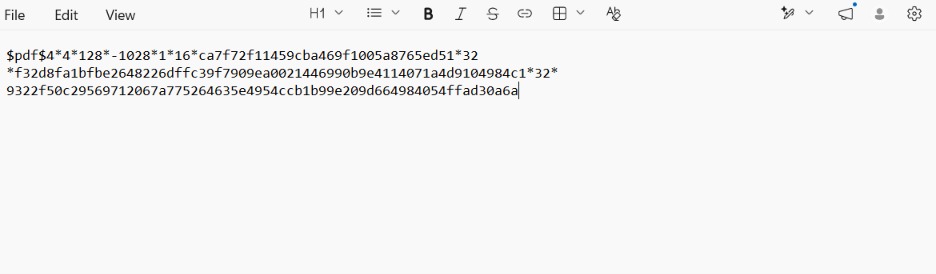 File Edit View H1 B I S
$pdf$4*4*128*-1028*1*16*ca7f72f11459cba469f1005a8765ed51*32
*f32d8fa1bfbe2648226dffc39f7909ea0021446990b9e4114071a4d9104984c1*32*
9322f50c29569712067a775264635e4954ccb1b99e209d664984054ffad30a6a